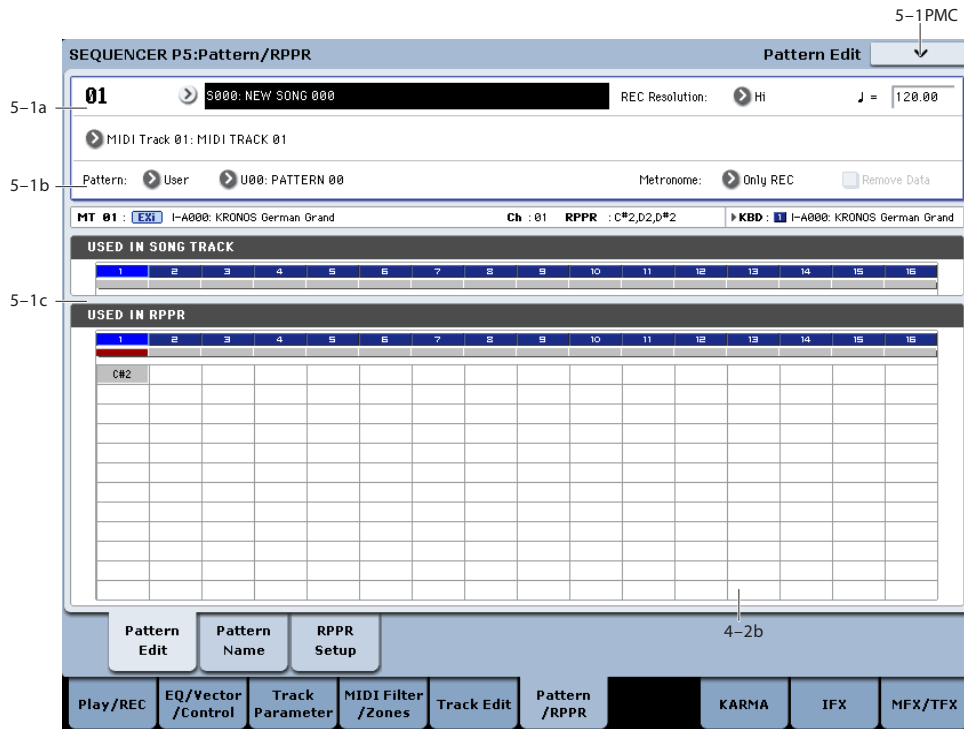 5-1PMC
SEQUENCER P5:Pattern/RPPR Pattern Edit
5-1a
01 S000: NEW SONG 000 REC Resolution: Hi ♩ = 120.00
MIDI Track 01: MIDI TRACK 01
5-1b
Pattern: User U00: PATTERN 00 Metronome: Only REC Remove Data
MT 01 : EXi I-A000: KRONOS German Grand Ch :01 RPPR :C#2,D2,D#2 KBD : 1 I-A000: KRONOS German Grand
USED IN SONG TRACK
1 2 3 4 5 6 7 8 9 10 11 12 13 14 15 16
5-1c
USED IN RPPR
1 2 3 4 5 6 7 8 9 10 11 12 13 14 15 16
C#2
4-2b
Pattern Edit
Pattern Name
RPPR Setup
Play/REC
EQ/Vector /Control
Track Parameter
MIDI Filter /Zones
Track Edit
Pattern /RPPR
KARMA
IFX
MFX/TFX